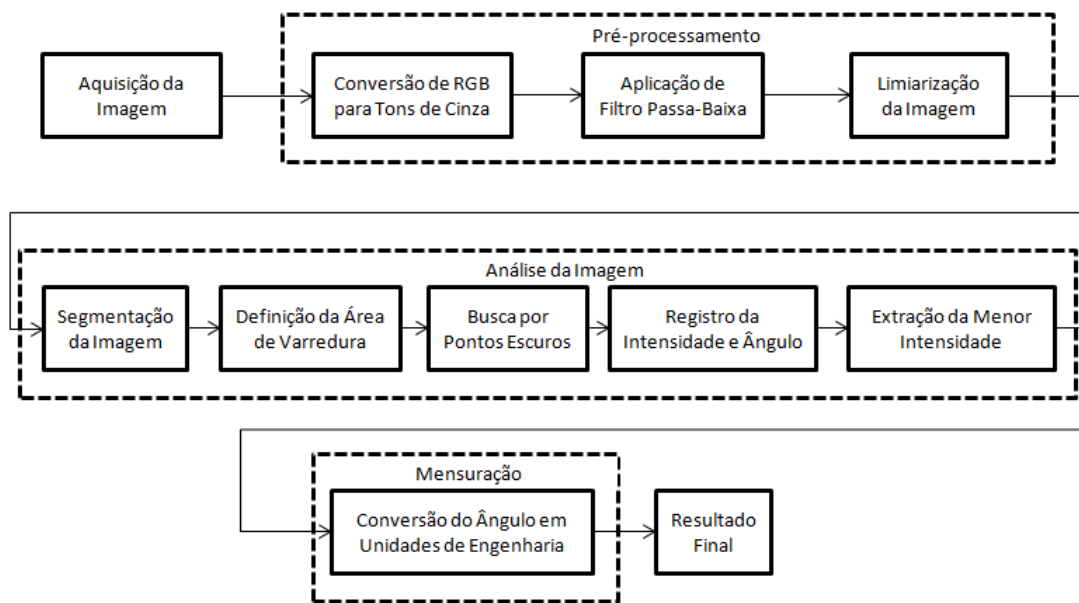 Pré-processamento
Aquisição da
Imagem
Conversão de RGB
para Tons de Cinza
Aplicação de
Filtro Passa-Baixa
Limiarização
da Imagem
Análise da Imagem
Segmentação
da Imagem
Definição da Área
de Varredura
Busca por
Pontos Escuros
Registro da
Intensidade e Ângulo
Extração da Menor
Intensidade
Mensuração
Conversão do Ângulo em
Unidades de Engenharia
Resultado
Final